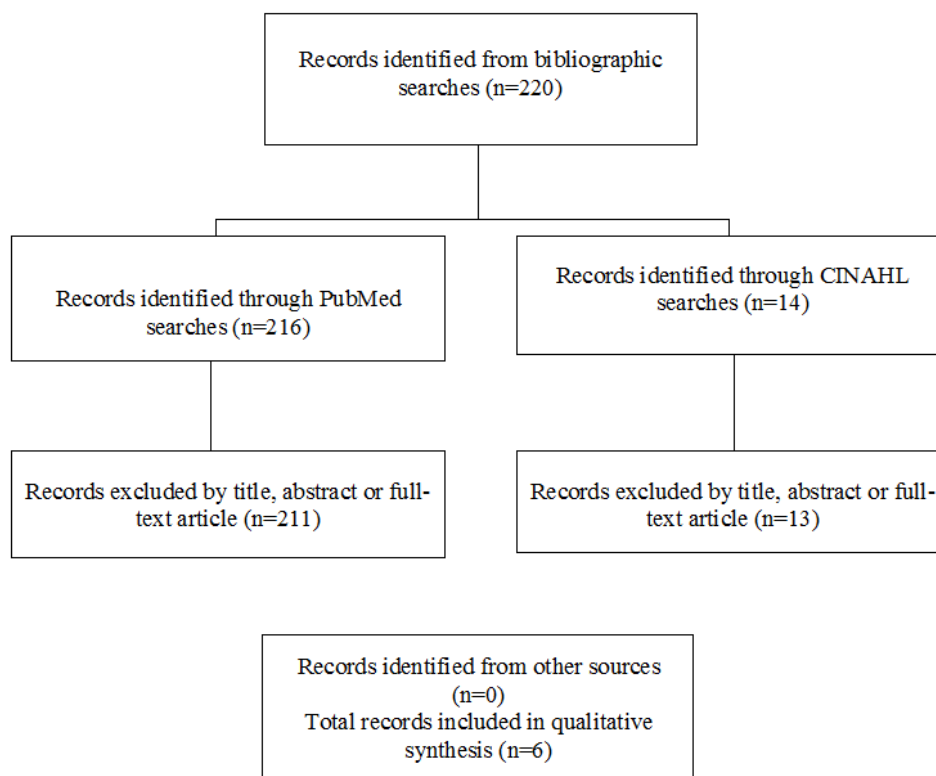 Records identified from bibliographic
searches (n=220)
Records identified through PubMed
searches (n=216)
Records identified through CINAHL
searches (n=14)
Records excluded by title, abstract or full-
text article (n=211)
Records excluded by title, abstract or full-
text article (n=13)
Records identified from other sources
(n=0)
Total records included in qualitative
synthesis (n=6)